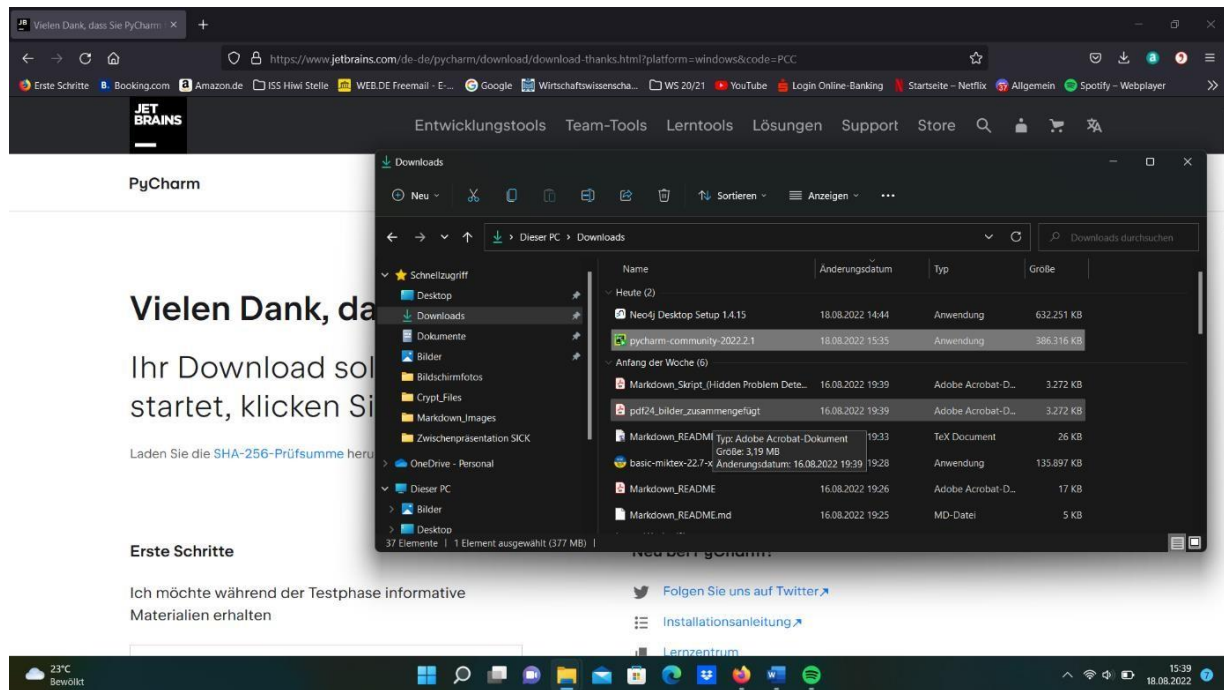 Vielen Dank, dass Sie PyCharm
https://www.jetbrains.com/de-de/pycharm/download/download-thanks.html?platform=windows&code=PCC
Erste Schritte B. Booking.com Amazon.de ISS Hiwi Stelle WEB.DE Freemail - E-... Google Wirtschaftswissenscha... WS 20/21 YouTube Login Online-Banking Startseite – Netflix Allgemein Spotify – Webplayer
JET
BRAINS
Entwicklungstools Team-Tools Lerntools Lösungen Support Store
PyCharm
Vielen Dank, da
Ihr Download sol
startet, klicken Si
Laden Sie die SHA-256-Prüfsumme heru
Downloads
Neu Sortieren Anzeigen
Dieser PC > Downloads Downloads durchsuchen
Schnellzugriff
Desktop
Downloads
Dokumente
Bilder
Bildschirmfotos
Crypt_Files
Markdown_Images
Zwischenpräsentation SICK
OneDrive - Personal
Dieser PC
Bilder
Desktop
Name Änderungsdatum Typ Größe
Heute (2)
Neo4j Desktop Setup 1.4.15 18.08.2022 14:44 Anwendung 632.251 KB
pycharm-community-2022.2.1 18.08.2022 15:35 Anwendung 386.316 KB
Anfang der Woche (6)
Markdown_Skript_(Hidden Problem Dete... 16.08.2022 19:39 Adobe Acrobat-D... 3.272 KB
pdf24_bilder_zusammengefügt 16.08.2022 19:39 Adobe Acrobat-D... 3.272 KB
Markdown_README 19:33 TeX Document 26 KB
Typ: Adobe Acrobat-Dokument
Größe: 3,19 MB
Änderungsdatum: 16.08.2022 19:39
basic-miktex-22.7-x 19:28 Anwendung 135.897 KB
Markdown_README 16.08.2022 19:26 Adobe Acrobat-D... 17 KB
Markdown_README.md 16.08.2022 19:25 MD-Datei 5 KB
37 Elemente 1 Element ausgewählt (377 MB)
Erste Schritte
Ich möchte während der Testphase informative
Materialien erhalten
Neu bei PyCharm?
Folgen Sie uns auf Twitter
Installationsanleitung
Lernzentrum
23°C
Bewölkt
15:39
18.08.2022